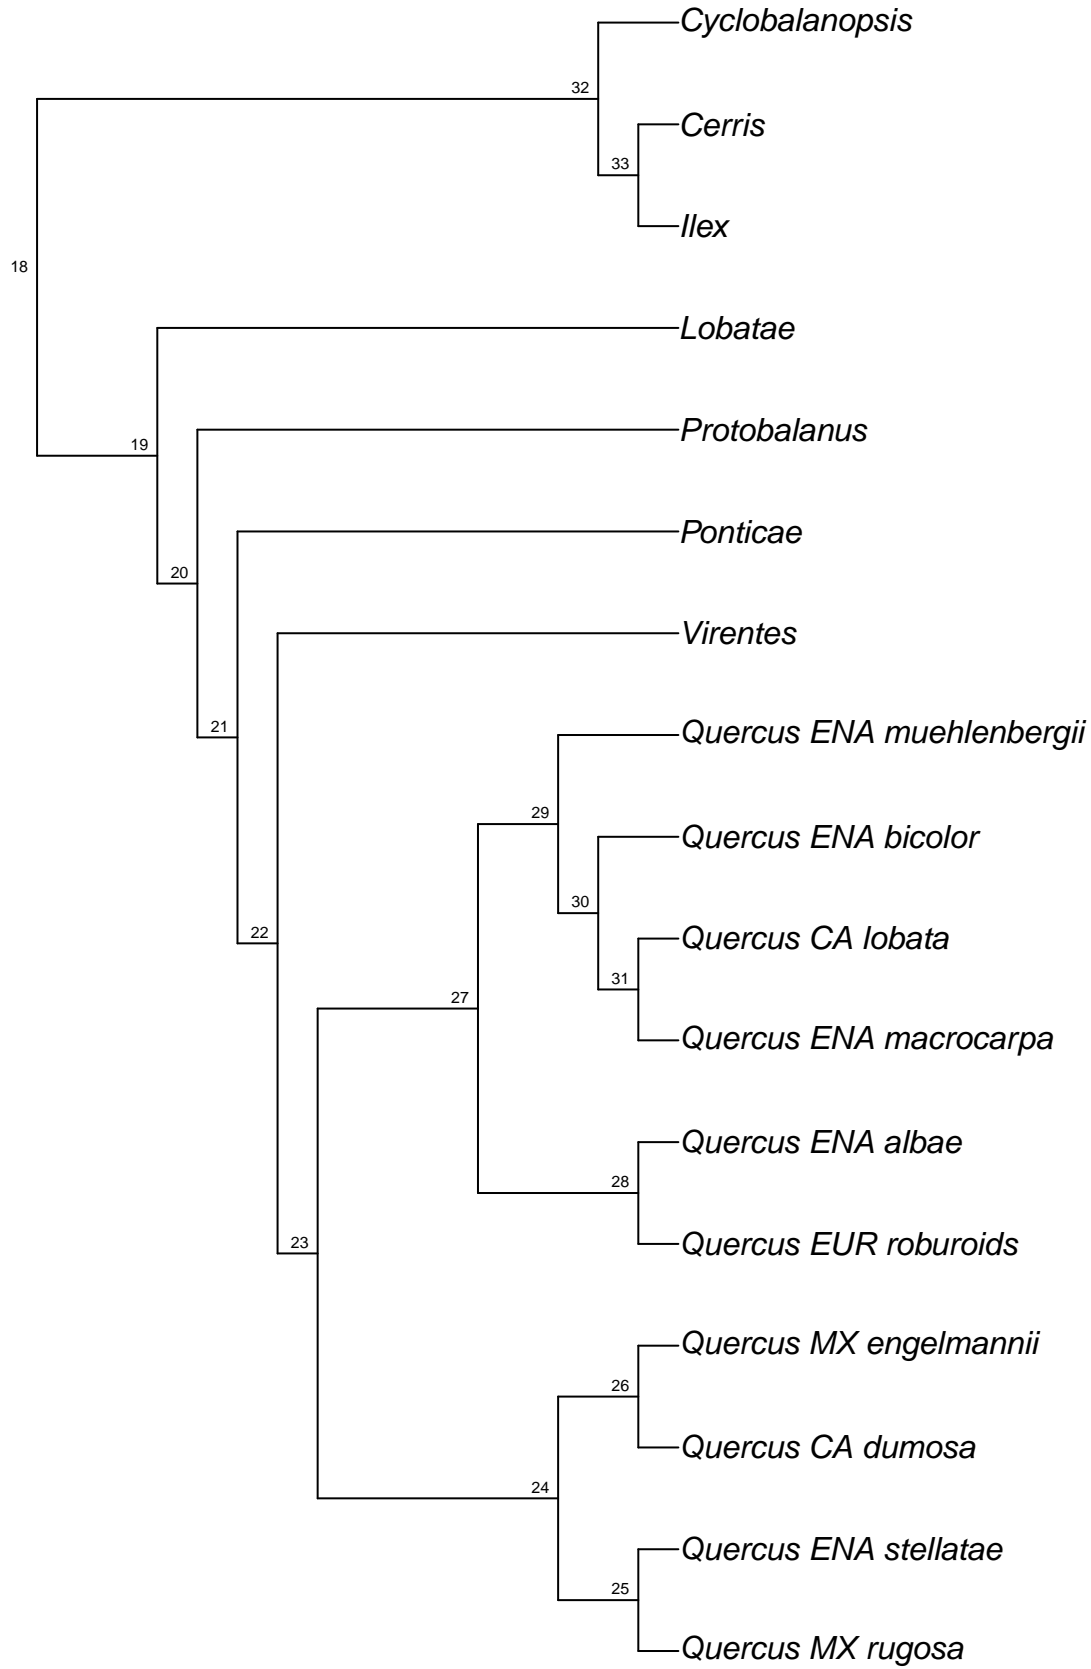 Cyclobalanopsis
32
Cerris
33
Ilex
18
Lobatae
Protobalanus
19
Ponticae
20
Virentes
21
Quercus ENA muehlenbergii
29
Quercus ENA bicolor
30
22
Quercus CA lobata
31
27
Quercus ENA macrocarpa
Quercus ENA albae
28
23
Quercus EUR roburoids
Quercus MX engelmannii
26
Quercus CA dumosa
24
Quercus ENA stellatae
25
Quercus MX rugosa